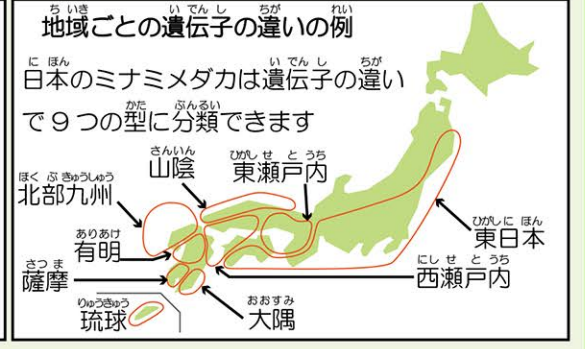 地域ごとの遺伝子の違いの例
日本のミナミメダカは遺伝子の違い
で9つの型に分類できます
山陰
東瀬戸内
北部九州
有明
東日本
薩摩
西瀬戸内
琉球
大隅